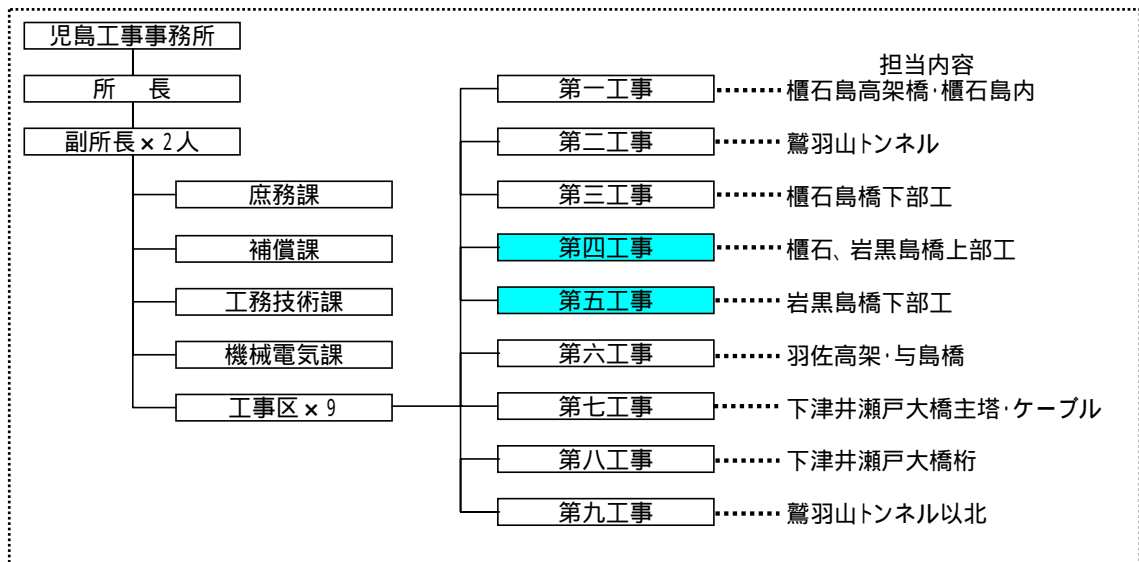 児島工事事務所
所　長
副所長×2人
庶務課
補償課
工務技術課
機械電気課
工事区×9
担当内容
第一工事 櫃石島高架橋・櫃石島内
第二工事 鷲羽山トンネル
第三工事 櫃石島橋下部工
第四工事 櫃石、岩黒島橋上部工
第五工事 岩黒島橋下部工
第六工事 羽佐高架・与島橋
第七工事 下津井瀬戸大橋主塔・ケーブル
第八工事 下津井瀬戸大橋桁
第九工事 鷲羽山トンネル以北